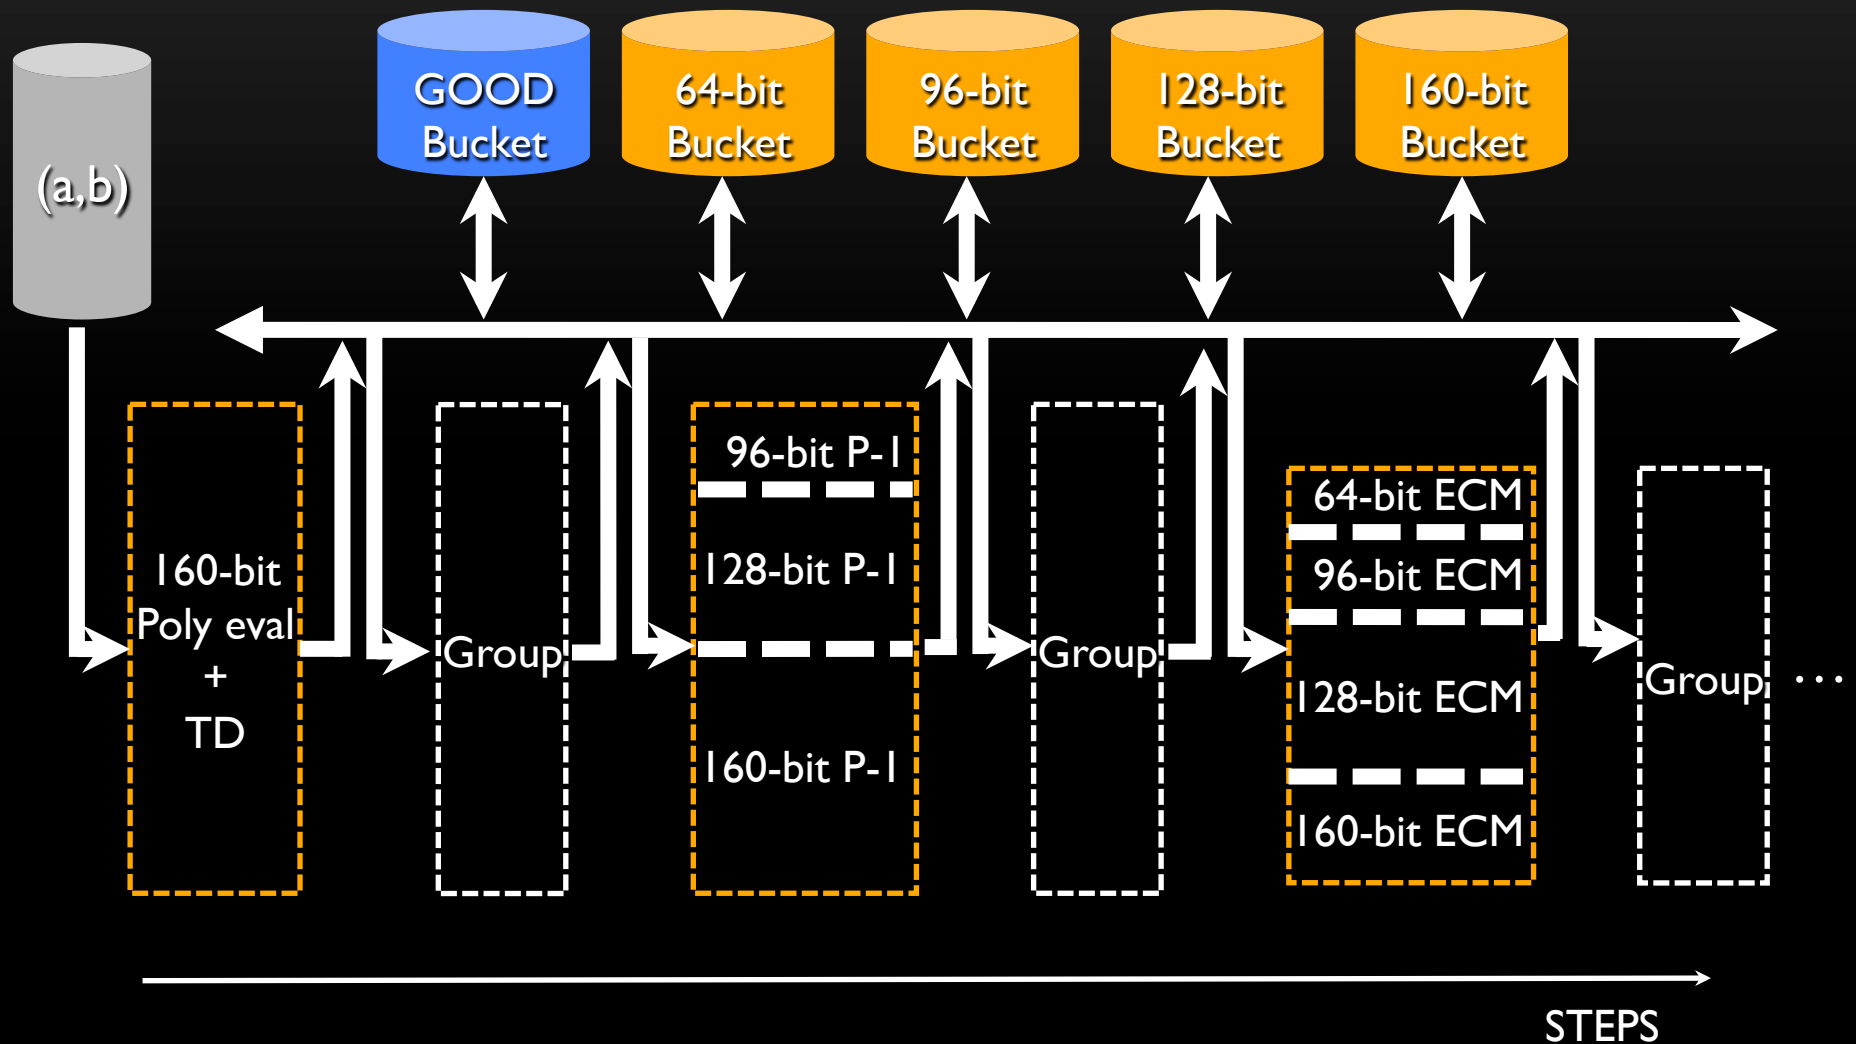 (a,b)
GOOD
Bucket
64-bit
Bucket
96-bit
Bucket
128-bit
Bucket
160-bit
Bucket
160-bit
Poly eval
+
TD
Group
96-bit P-1
128-bit P-1
160-bit P-1
Group
64-bit ECM
96-bit ECM
128-bit ECM
160-bit ECM
Group
...
STEPS